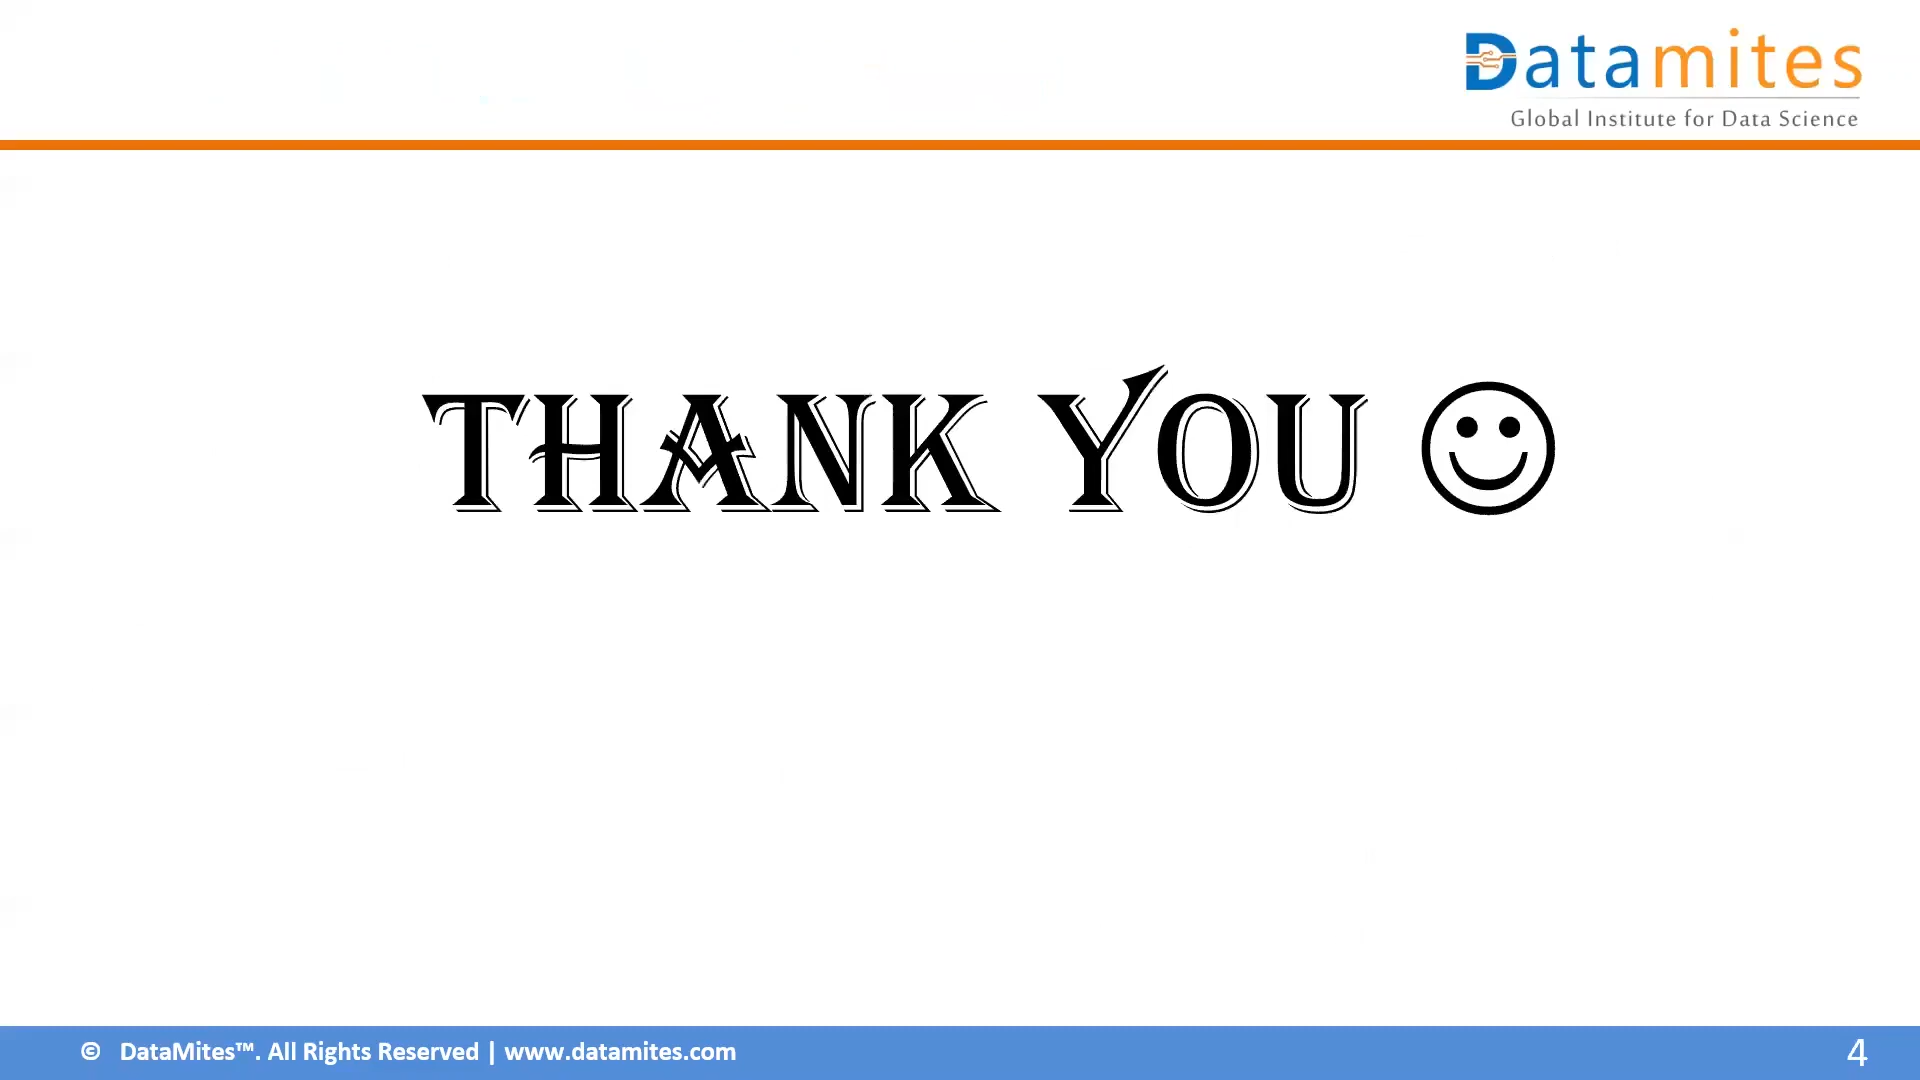 Datamites
Global Institute for Data Science
THANK YOU ☺
© DataMites™. All Rights Reserved | www.datamites.com
4